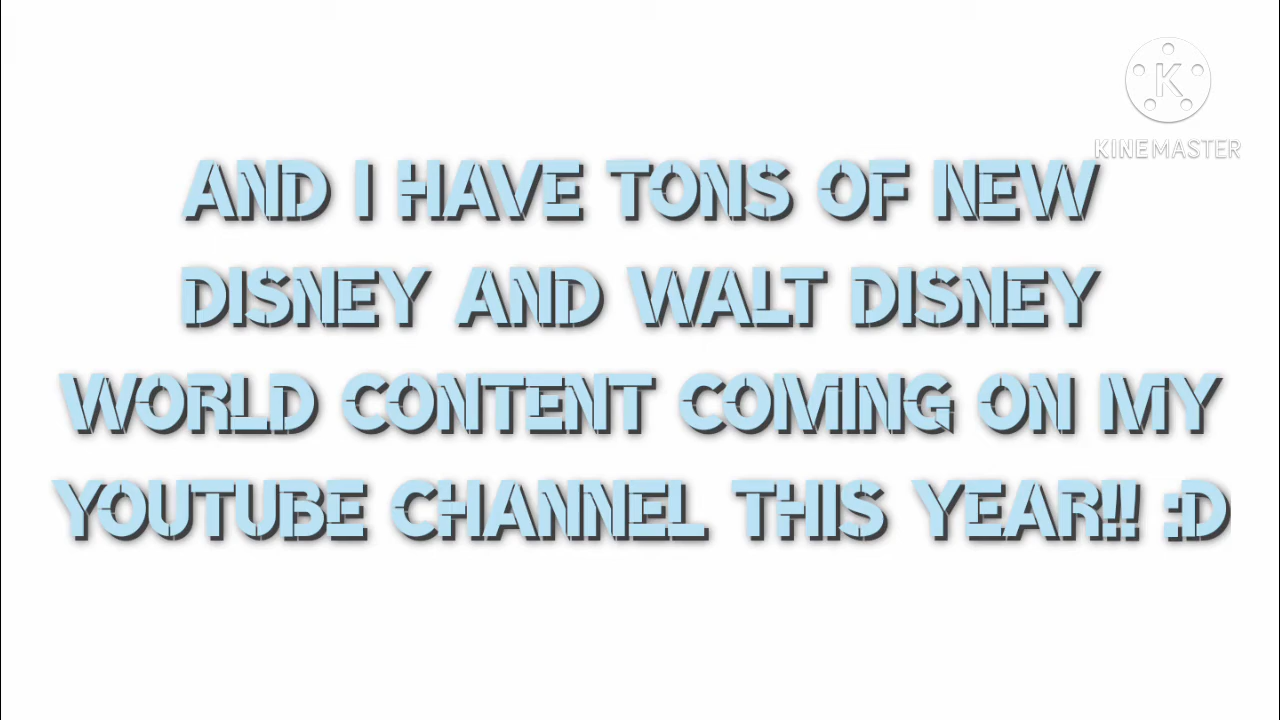 K
KINEMASTER
AND I HAVE TONS OF NEW
DISNEY AND WALT DISNEY
WORLD CONTENT COMING ON MY
YOUTUBE CHANNEL THIS YEAR!! :D